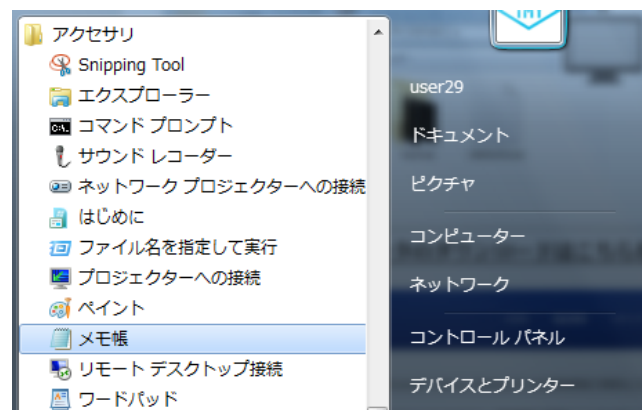 アクセサリ
Snipping Tool
エクスプローラー
コマンド プロンプト
サウンド レコーダー
ネットワーク プロジェクターへの接続
はじめに
ファイル名を指定して実行
プロジェクターへの接続
ペイント
メモ帳
リモート デスクトップ接続
ワードパッド
user29
ドキュメント
ピクチャ
コンピューター
ネットワーク
コントロール パネル
デバイスとプリンター